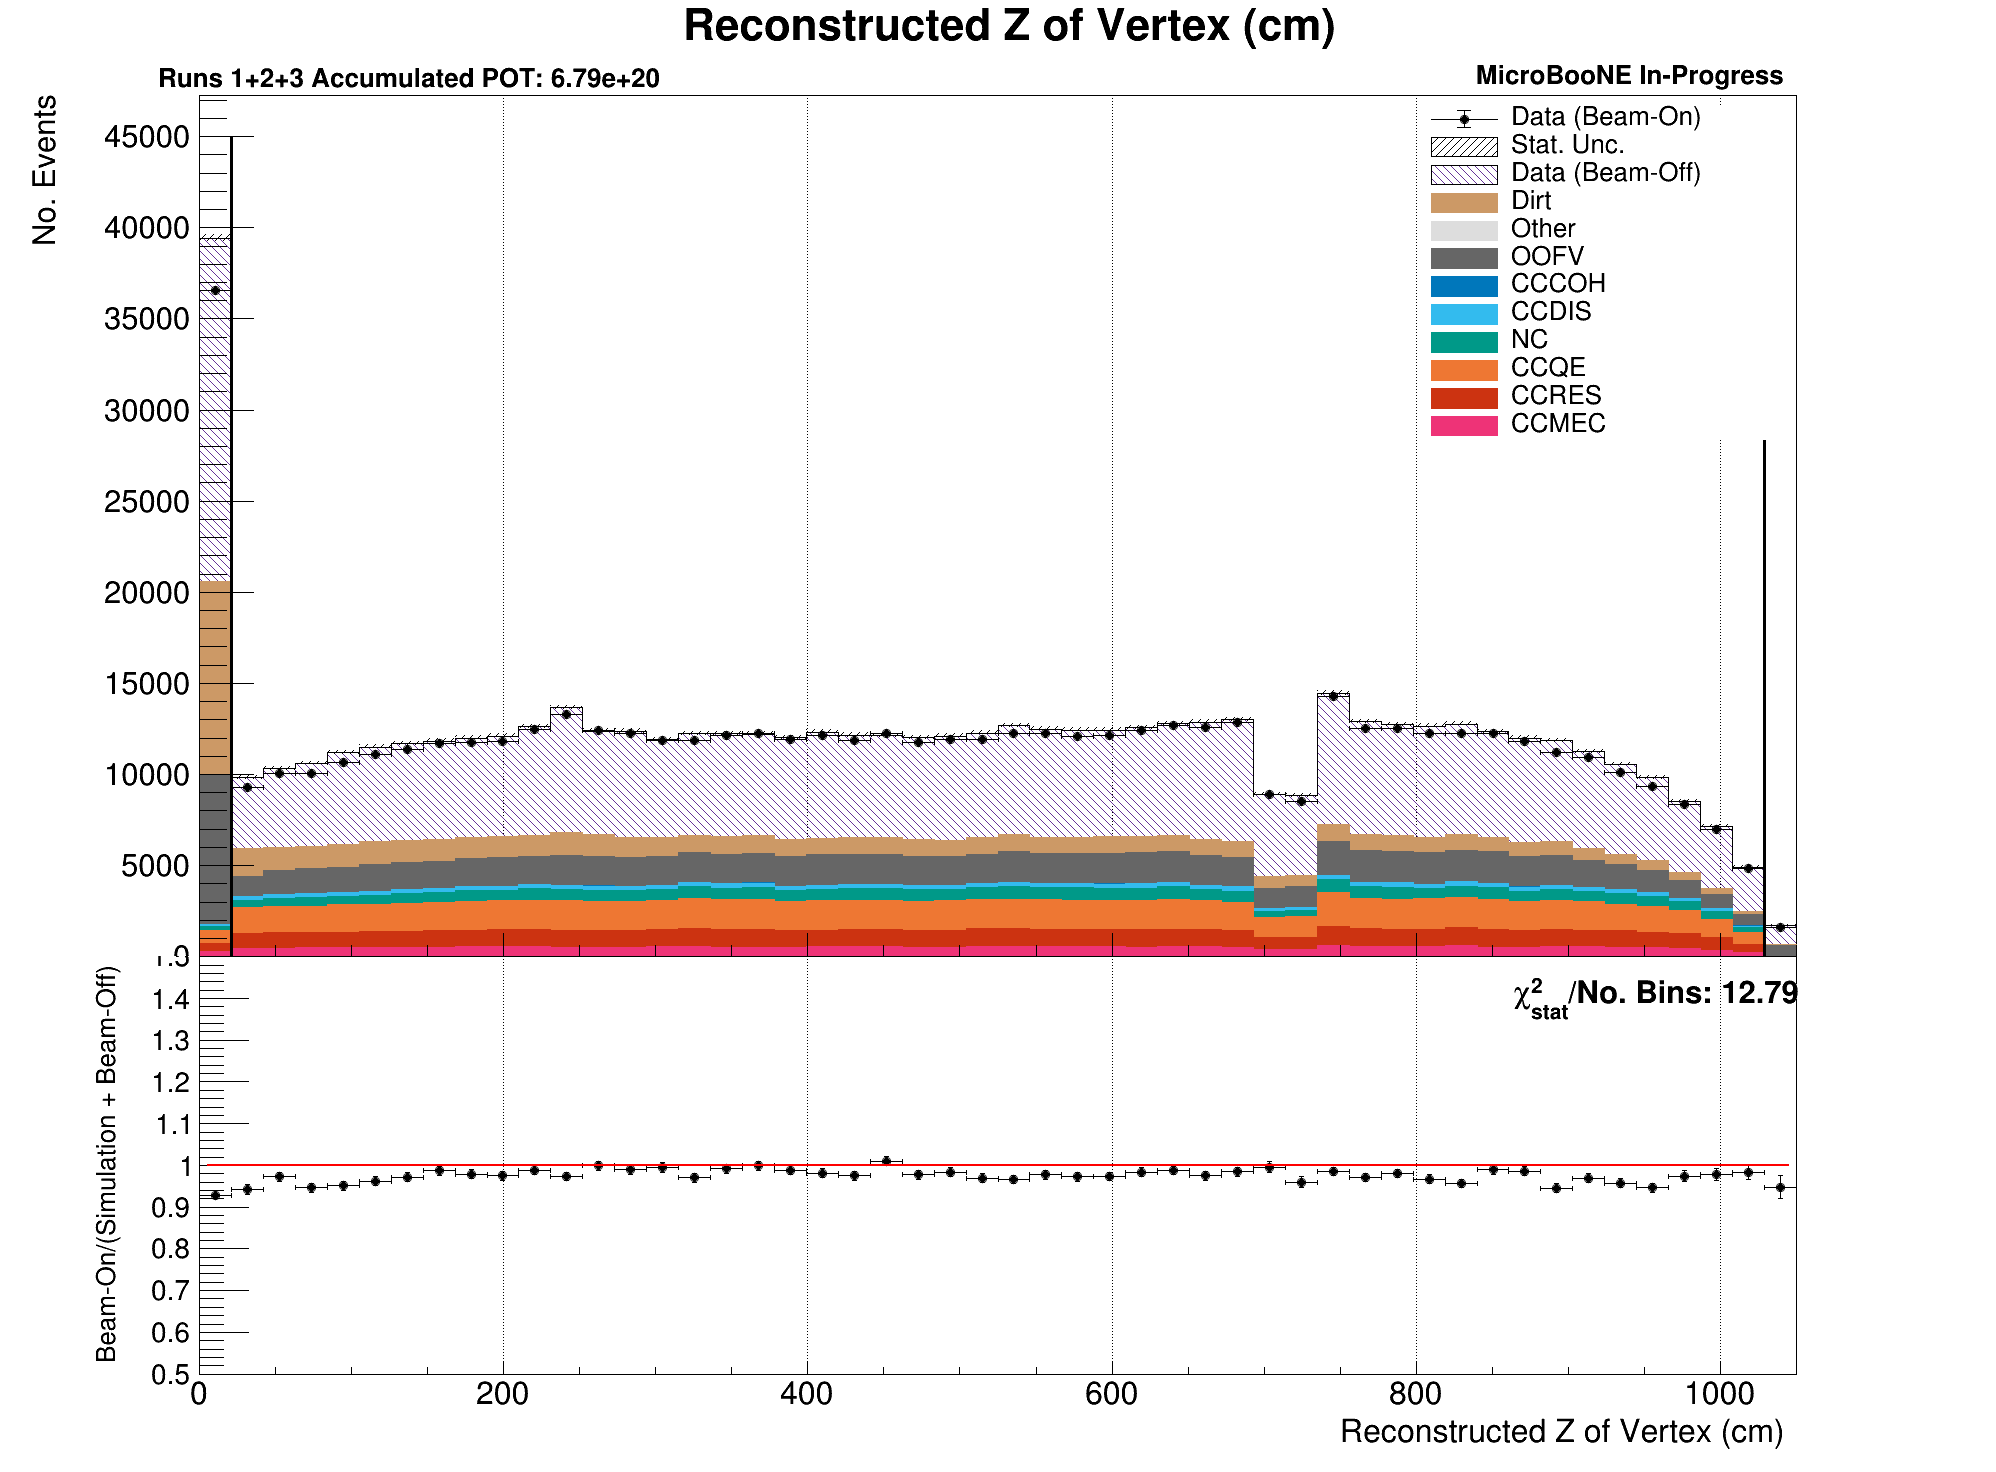 Reconstructed Z of Vertex (cm)
Runs 1+2+3 Accumulated POT: 6.79e+20
MicroBooNE In-Progress
No. Events
45000
40000
35000
30000
25000
20000
15000
10000
5000
0
Data (Beam-On)
Stat. Unc.
Data (Beam-Off)
Dirt
Other
OOFV
CCCOH
CCDIS
NC
CCQE
CCRES
CCMEC
Beam-On/(Simulation + Beam-Off)
χ²stat/No. Bins: 12.79
1.4
1.3
1.2
1.1
1
0.9
0.8
0.7
0.6
0.5
0 200 400 600 800 1000
Reconstructed Z of Vertex (cm)